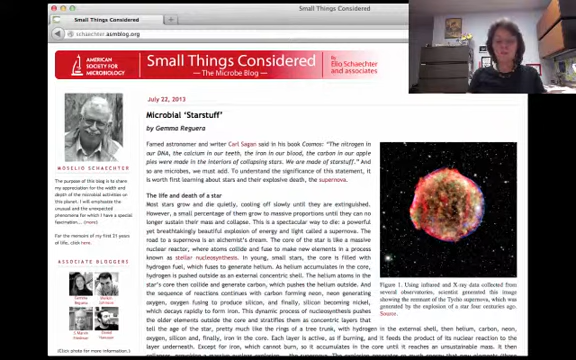 Small Things Considered
Small Things Considered
schaechter.asmblog.org
AMERICAN
SOCIETY FOR
MICROBIOLOGY
Small Things Considered
— The Microbe Blog —
By
Elio Schaechter
and associates
July 22, 2013
Microbial 'Starstuff'
by Gemma Reguera
Famed astronomer and writer Carl Sagan said in his book Cosmos: "The nitrogen in
our DNA, the calcium in our teeth, the iron in our blood, the carbon in our apple
pies were made in the interiors of collapsing stars. We are made of starstuff." And
so are microbes, we must add. To understand the significance of this statement, it
is worth first learning about stars and their explosive death, the supernova.
The life and death of a star
Most stars grow and die quietly, cooling off slowly until they are extinguished.
However, a small percentage of them grow to massive proportions until they can no
longer sustain their mass and collapse. This is a spectacular way to die: a powerful
yet breathtakingly beautiful explosion of energy and light called a supernova. The
road to a supernova is an alchemist's dream. The core of the star is like a massive
nuclear reactor, where atoms collide and fuse to make new elements in a process
known as stellar nucleosynthesis. In young, small stars, the core is filled with
hydrogen fuel, which fuses to generate helium. As helium accumulates in the core,
hydrogen is pushed outside as an external concentric shell. The helium atoms in the
star's core then collide and generate carbon, which pushes the helium outside. And
the sequence of reactions continues with carbon forming neon, neon generating
oxygen, oxygen fusing to produce silicon, and finally, silicon becoming nickel,
which decays rapidly to form iron. This dynamic process of nucleosynthesis pushes
the older elements outside the core and stratifies them as concentric layers that
tell the age of the star, pretty much like the rings of a tree trunk, with hydrogen in the external shell, then helium, carbon, neon,
oxygen, silicon and, finally, iron in the core. Each layer is active, as if burning, and it feeds the product of its nuclear reaction to the
layer underneath. Except for iron, which cannot burn, so it accumulates in the core until it reaches an unsustainable mass. It then
MOSELIO SCHAECHTER
The purpose of this blog is to share
my appreciation for the width and
depth of the microbial activities on
this planet. I will emphasize the
unusual and the unexpected
phenomena for which I have a special
fascination... (more)
For the memoirs of my first 21 years
of life, click here.
ASSOCIATE BLOGGERS
Gemma
Reguera
(Click photo for more information.)
Figure 1. Using infrared and X-ray data collected from
several observatories, scientist generated this image
showing the remnant of the Tycho supernova, which was
generated by the explosion of a star four centuries ago.
Source.